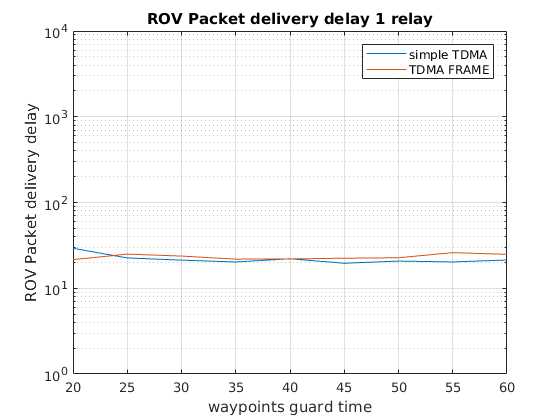 ROV Packet delivery delay 1 relay
simple TDMA
TDMA FRAME
ROV Packet delivery delay
10^4
10^3
10^2
10^1
10^0
20 25 30 35 40 45 50 55 60
waypoints guard time